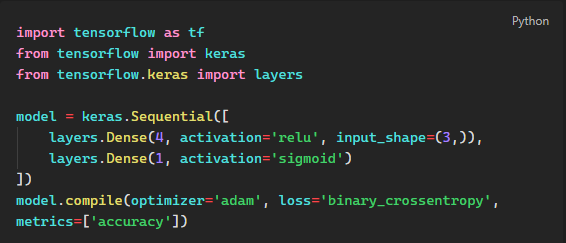 Python
import tensorflow as tf
from tensorflow import keras
from tensorflow.keras import layers
model = keras.Sequential([
    layers.Dense(4, activation='relu', input_shape=(3,)),
    layers.Dense(1, activation='sigmoid')
])
model.compile(optimizer='adam', loss='binary_crossentropy',
metrics=['accuracy'])